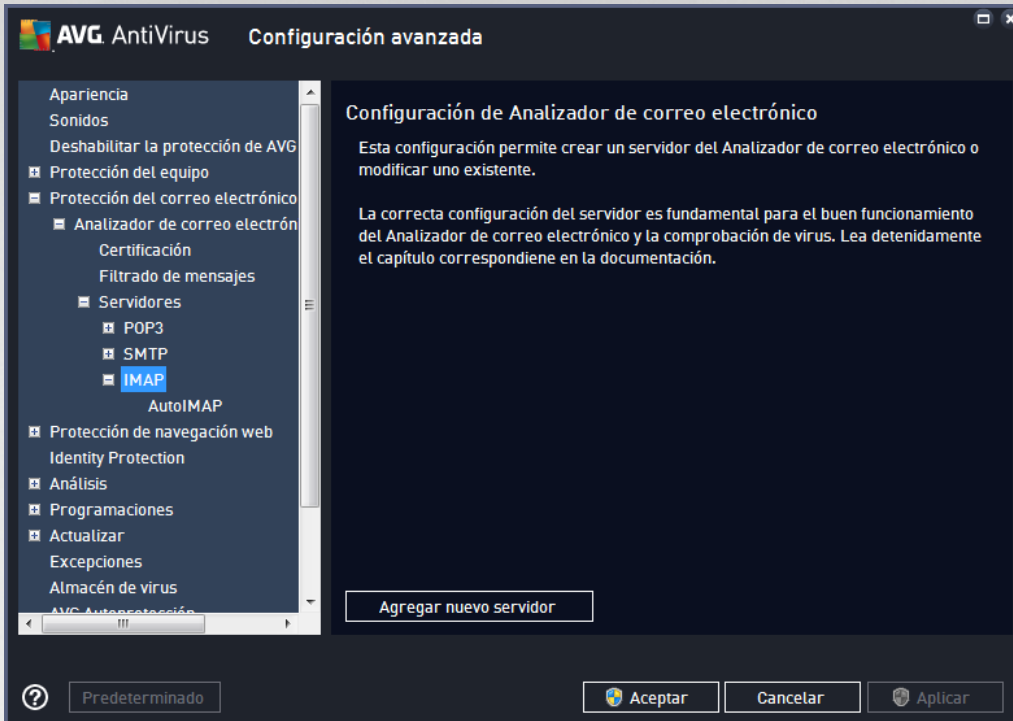 AVG. AntiVirus Configuración avanzada
Apariencia
Sonidos
Deshabilitar la protección de AVG
Protección del equipo
Protección del correo electrónico
Analizador de correo electrón
Certificación
Filtrado de mensajes
Servidores
POP3
SMTP
IMAP
AutoIMAP
Protección de navegación web
Identity Protection
Análisis
Programaciones
Actualizar
Excepciones
Almacén de virus
AVG Autoprotección
Configuración de Analizador de correo electrónico
Esta configuración permite crear un servidor del Analizador de correo electrónico o
modificar uno existente.
La correcta configuración del servidor es fundamental para el buen funcionamiento
del Analizador de correo electrónico y la comprobación de virus. Lea detenidamente
el capítulo correspondiene en la documentación.
Agregar nuevo servidor
Predeterminado
Aceptar
Cancelar
Aplicar